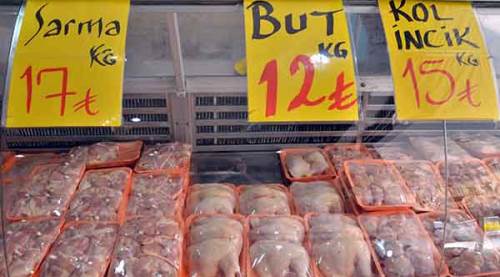 Sarma
KG
17 ₺
BUT
KG
12 ₺
KOL
İNCİK
KG
15 ₺